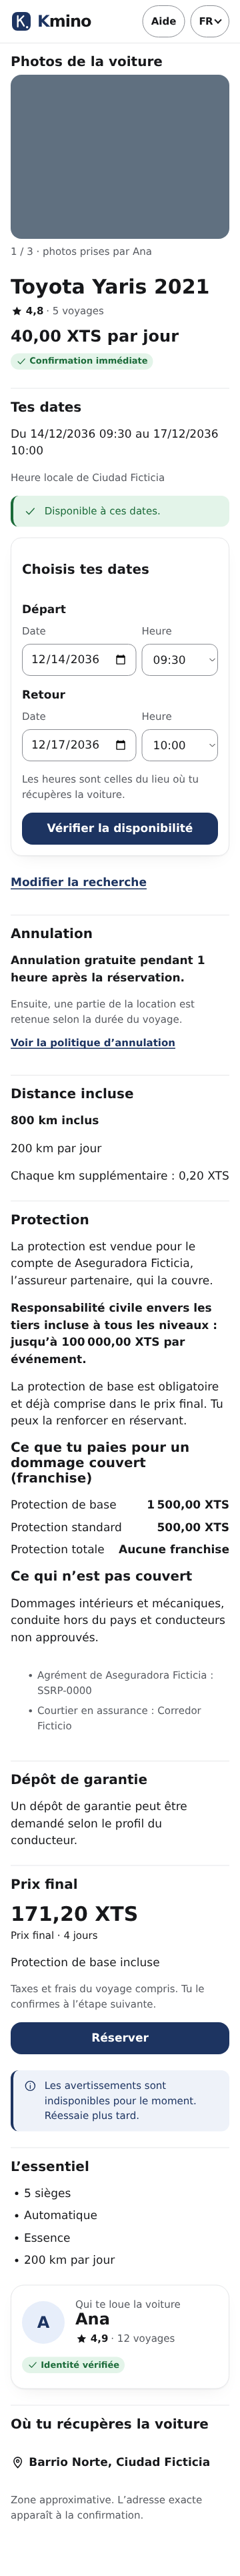 Kmino
Aide
FR
Photos de la voiture
1 / 3 · photos prises par Ana
Toyota Yaris 2021
★ 4,8 · 5 voyages
40,00 XTS par jour
Confirmation immédiate
Tes dates
Du 14/12/2036 09:30 au 17/12/2036
10:00
Heure locale de Ciudad Ficticia
Disponible à ces dates.
Choisis tes dates
Départ
Date
Heure
12/14/2036
09:30
Retour
Date
Heure
12/17/2036
10:00
Les heures sont celles du lieu où tu
récupères la voiture.
Vérifier la disponibilité
Modifier la recherche
Annulation
Annulation gratuite pendant 1
heure après la réservation.
Ensuite, une partie de la location est
retenue selon la durée du voyage.
Voir la politique d’annulation
Distance incluse
800 km inclus
200 km par jour
Chaque km supplémentaire : 0,20 XTS
Protection
La protection est vendue pour le
compte de Aseguradora Ficticia,
l’assureur partenaire, qui la couvre.
Responsabilité civile envers les
tiers incluse à tous les niveaux :
jusqu’à 100 000,00 XTS par
événement.
La protection de base est obligatoire
et déjà comprise dans le prix final. Tu
peux la renforcer en réservant.
Ce que tu paies pour un
dommage couvert
(franchise)
Protection de base 1 500,00 XTS
Protection standard 500,00 XTS
Protection totale Aucune franchise
Ce qui n’est pas couvert
Dommages intérieurs et mécaniques,
conduite hors du pays et conducteurs
non approuvés.
• Agrément de Aseguradora Ficticia :
SSRP-0000
• Courtier en assurance : Corredor
Ficticio
Dépôt de garantie
Un dépôt de garantie peut être
demandé selon le profil du
conducteur.
Prix final
171,20 XTS
Prix final · 4 jours
Protection de base incluse
Taxes et frais du voyage compris. Tu le
confirmes à l’étape suivante.
Réserver
Les avertissements sont
indisponibles pour le moment.
Réessaie plus tard.
L’essentiel
• 5 sièges
• Automatique
• Essence
• 200 km par jour
A
Qui te loue la voiture
Ana
★ 4,9 · 12 voyages
Identité vérifiée
Où tu récupères la voiture
Barrio Norte, Ciudad Ficticia
Zone approximative. L’adresse exacte
apparaît à la confirmation.